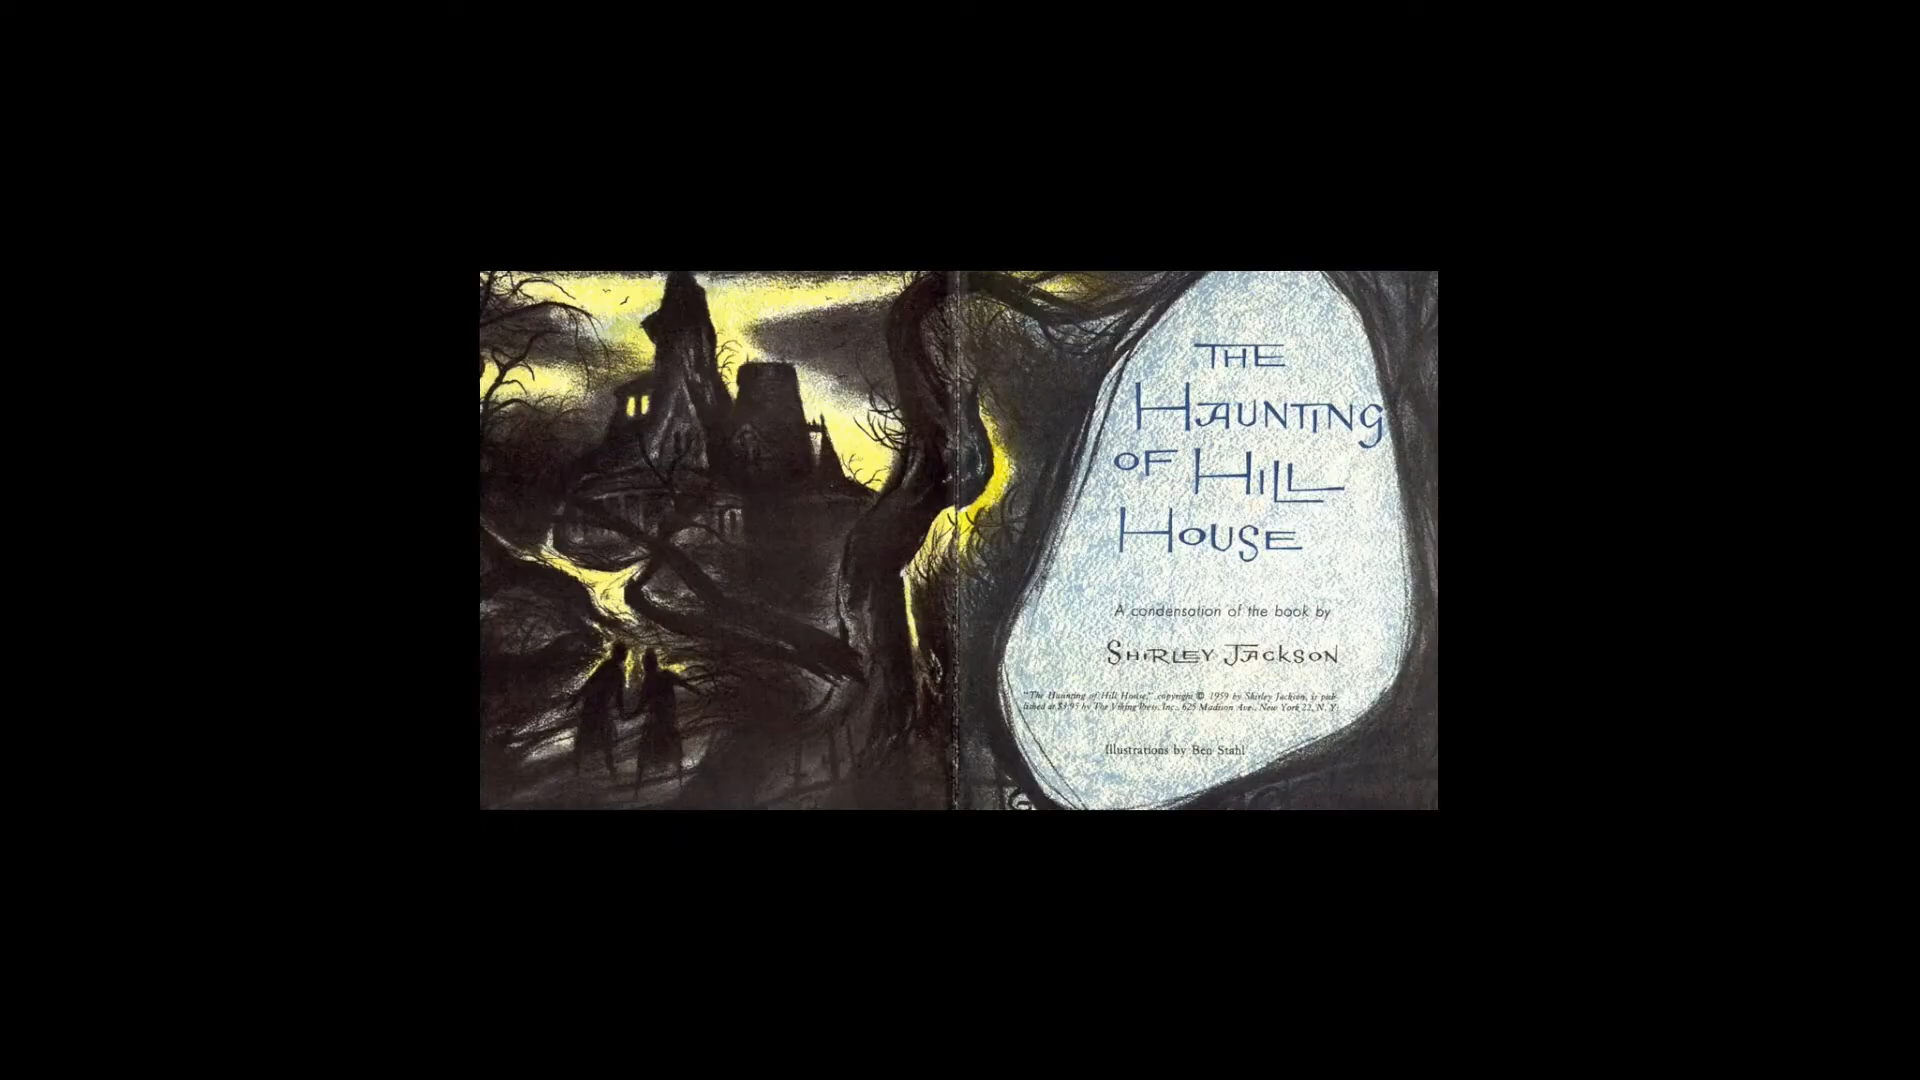 THE
HAUNTING
OF HILL
HOUSE
A condensation of the book by
SHIRLEY JACKSON
"The Haunting of Hill House," copyright © 1959 by Shirley Jackson, is pub-
lished at $3.95 by The Viking Press, Inc., 625 Madison Ave., New York 22, N. Y.
Illustrations by Ben Stahl